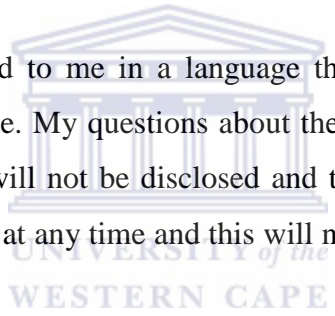 d to me in a language th
e. My questions about the
will not be disclosed and t
at any time and this will n
UNIVERSITY of the
WESTERN CAPE